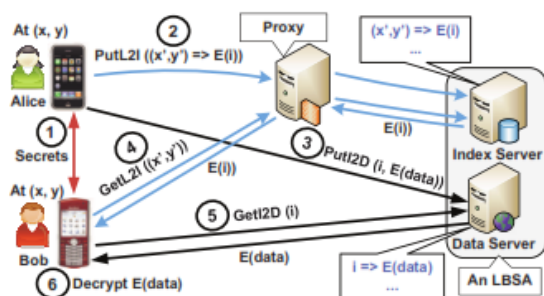 At (x, y)
Alice
2
PutL2I ((x',y') => E(i))
Proxy
(x',y') => E(i)
...
1
Secrets
4
GetL2I ((x',y'))
E(i))
3
PutI2D (i, E(data))
E(i))
Index Server
At (x, y)
Bob
5
GetI2D (i)
E(data)
Data Server
6 Decrypt E(data)
i => E(data)
...
An LBSA